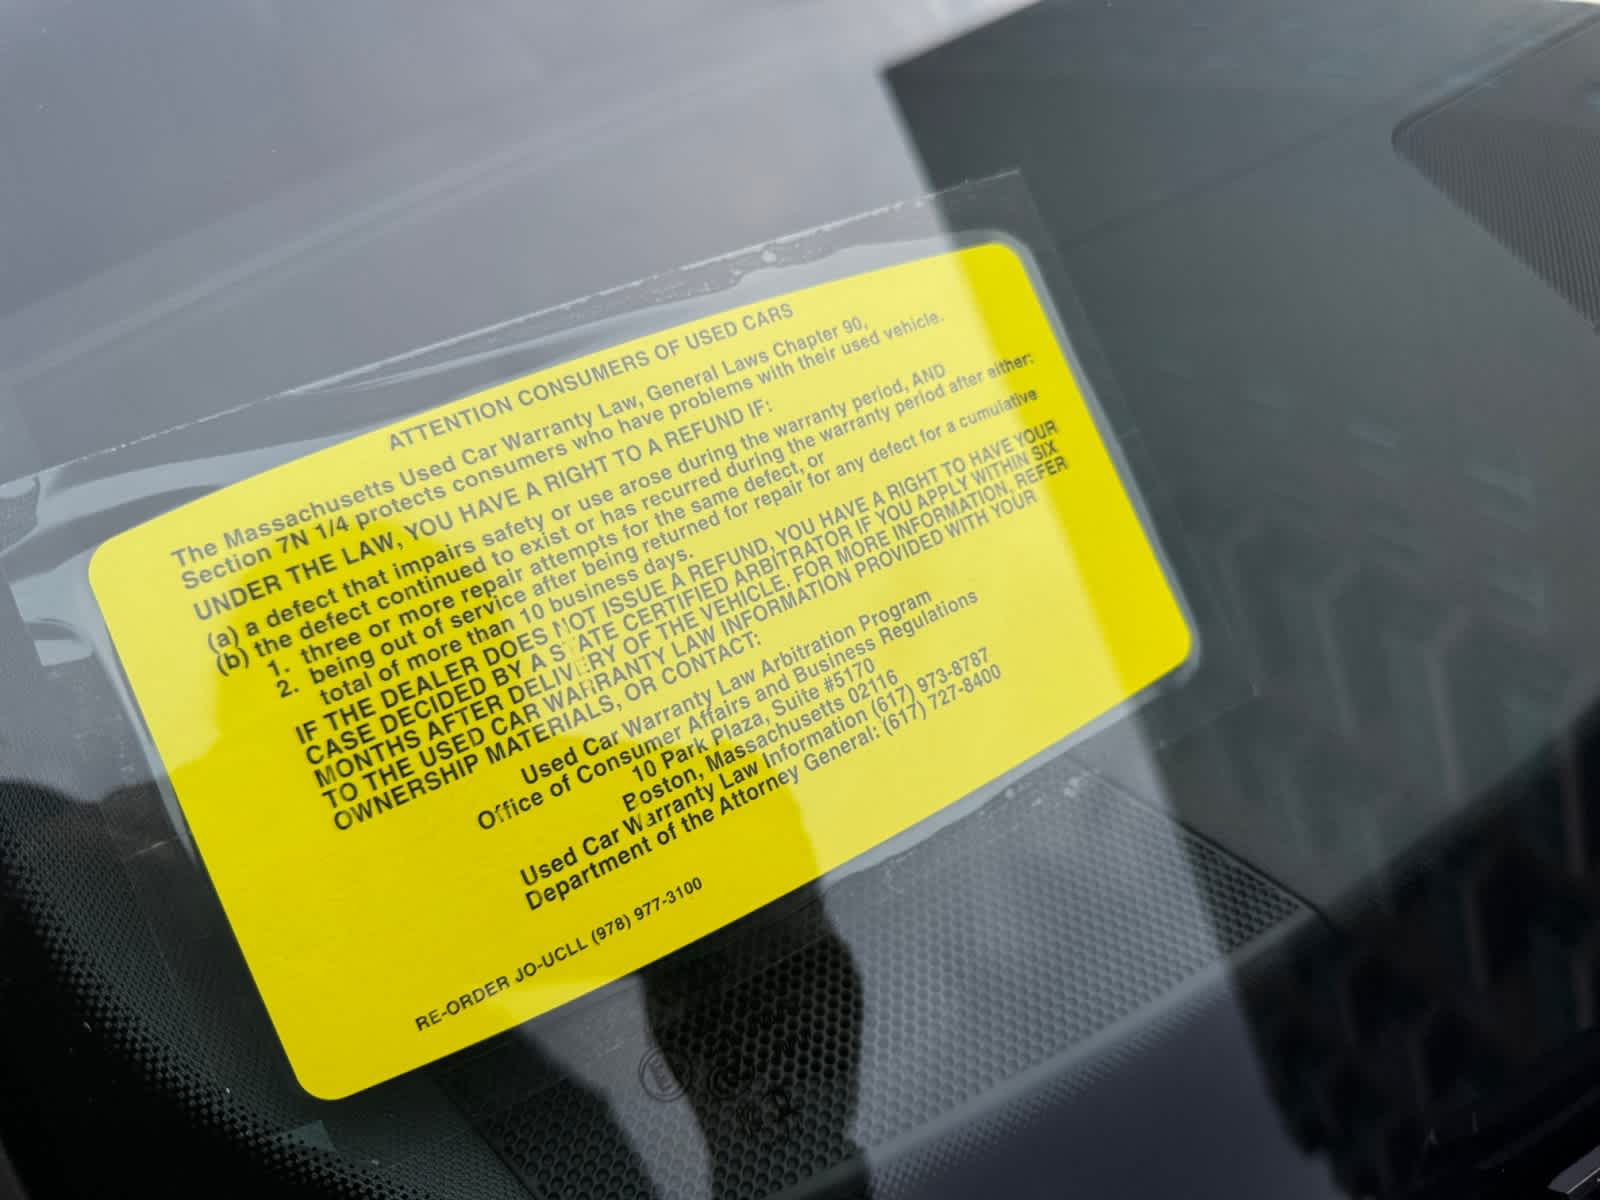 ATTENTION CONSUMERS OF USED CARS
The Massachusetts Used Car Warranty Law, General Laws Chapter 90,
Section 7N 1/4 protects consumers who have problems with their used vehicle.
UNDER THE LAW, YOU HAVE A RIGHT TO A REFUND IF:
(a) a defect that impairs safety or use arose during the warranty period, AND
(b) the defect continued to exist or has recurred during the warranty period after either:
1. three or more repair attempts for the same defect, or
2. being out of service after being returned for repair for any defect for a cumulative
total of more than 10 business days.
IF THE DEALER DOES NOT ISSUE A REFUND, YOU HAVE A RIGHT TO HAVE YOUR
CASE DECIDED BY A STATE CERTIFIED ARBITRATOR IF YOU APPLY WITHIN SIX
MONTHS AFTER DELIVERY OF THE VEHICLE. FOR MORE INFORMATION, REFER
TO THE USED CAR WARRANTY LAW INFORMATION PROVIDED WITH YOUR
OWNERSHIP MATERIALS, OR CONTACT:
Used Car Warranty Law Arbitration Program
Office of Consumer Affairs and Business Regulations
10 Park Plaza, Suite #5170
Boston, Massachusetts 02116
Used Car Warranty Law Information (617) 973-8787
Department of the Attorney General: (617) 727-8400
RE-ORDER JO-UCLL (978) 977-3100